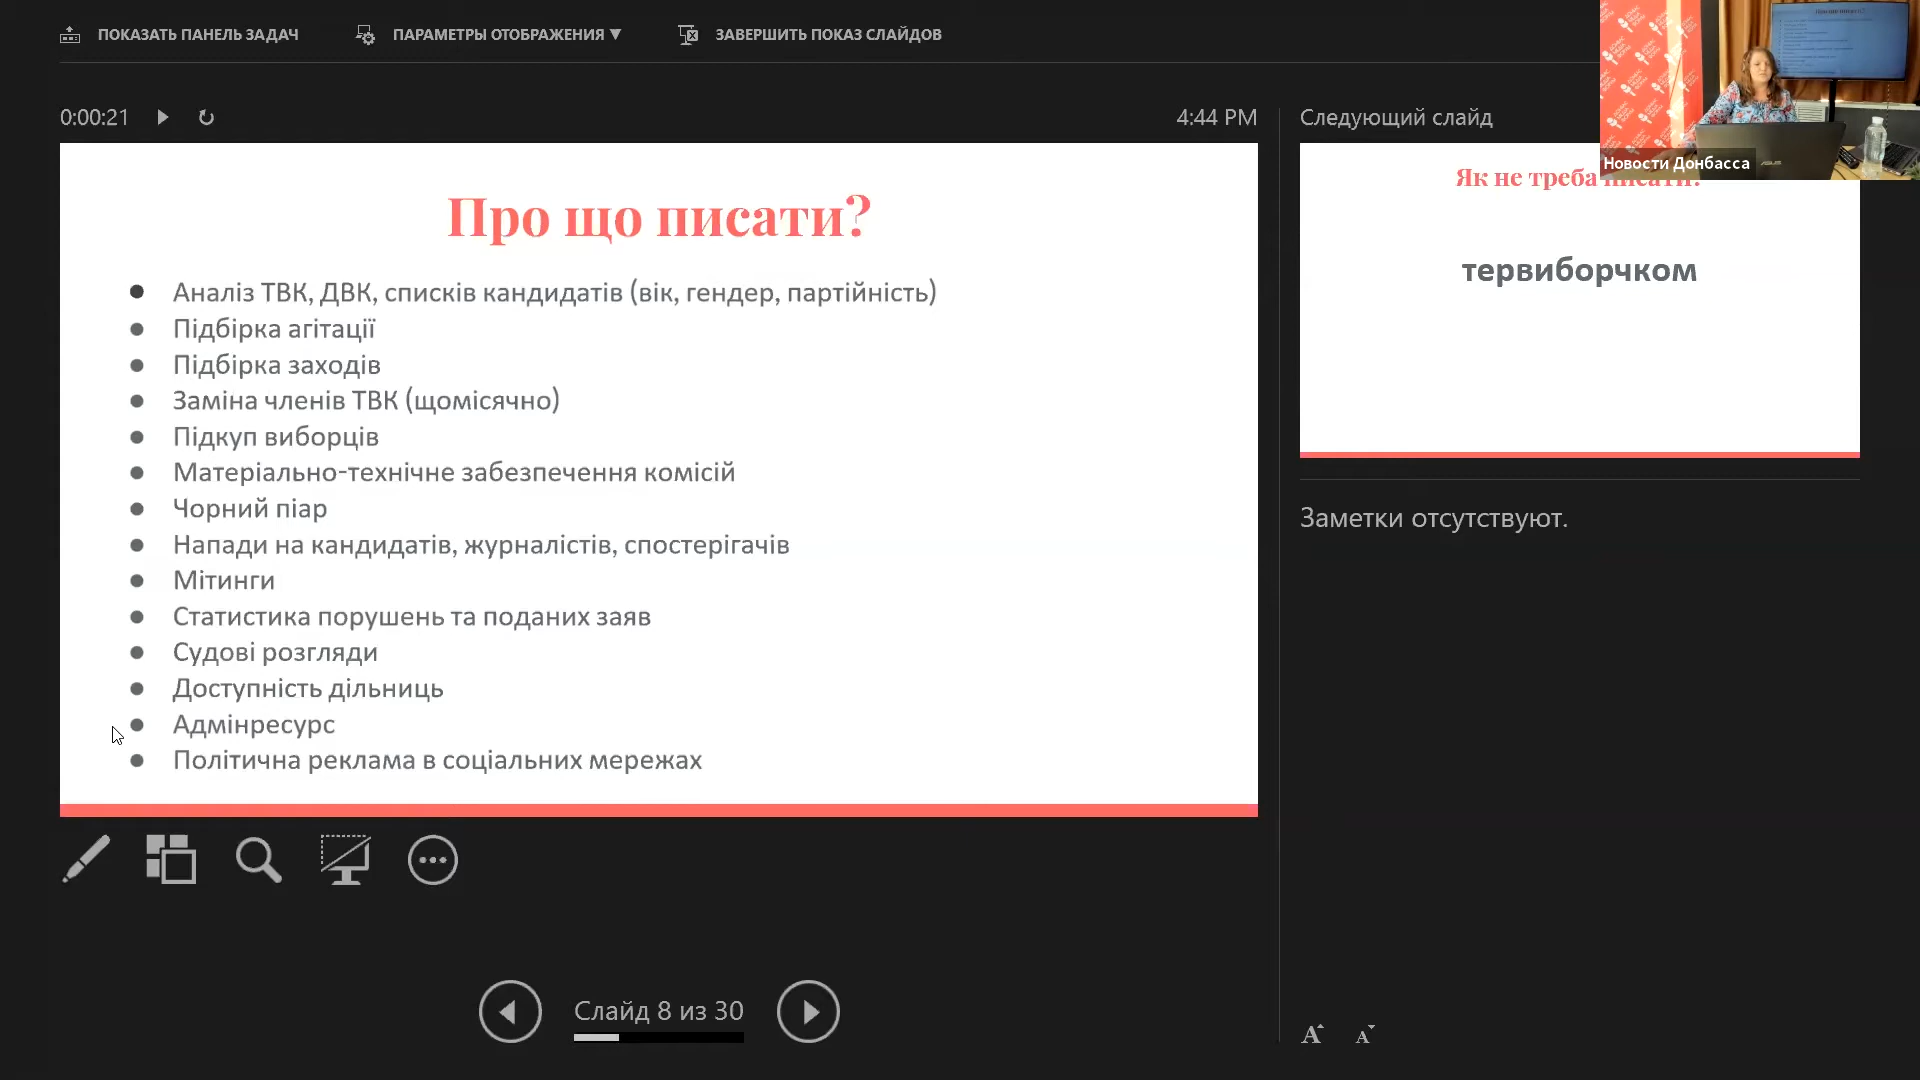 ПОКАЗАТЬ ПАНЕЛЬ ЗАДАЧ
ПАРАМЕТРЫ ОТОБРАЖЕНИЯ ▼
ЗАВЕРШИТЬ ПОКАЗ СЛАЙДОВ
0:00:21
4:44 PM
Про що писати?
Аналіз ТВК, ДВК, списків кандидатів (вік, гендер, партійність)
Підбірка агітації
Підбірка заходів
Заміна членів ТВК (щомісячно)
Підкуп виборців
Матеріально-технічне забезпечення комісій
Чорний піар
Напади на кандидатів, журналістів, спостерігачів
Мітинги
Статистика порушень та поданих заяв
Судові розгляди
Доступність дільниць
Адмінресурс
Політична реклама в соціальних мережах
Слайд 8 из 30
Следующий слайд
Новости Донбасса
Як не треба писати?
тервиборчком
Заметки отсутствуют.